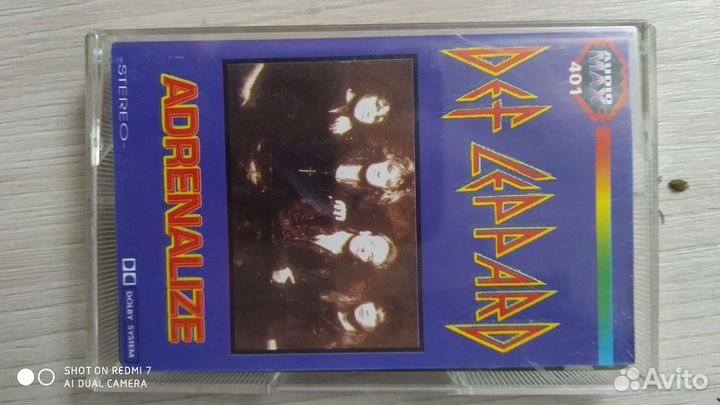 AUDIO
MAX
401
DEF LEPPARD
ADRENALIZE
STEREO
DOLBY SYSTEM
SHOT ON REDMI 7
AI DUAL CAMERA
Avito